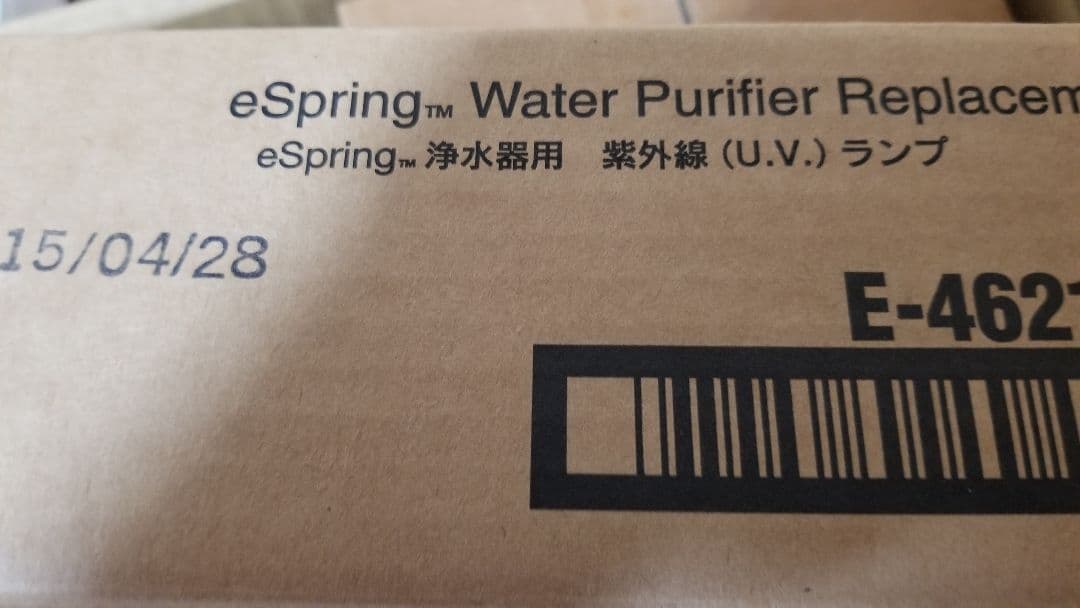 eSpring™ Water Purifier Replacem
eSpring™ 浄水器用 紫外線 (U.V.) ランプ
15/04/28
E-462